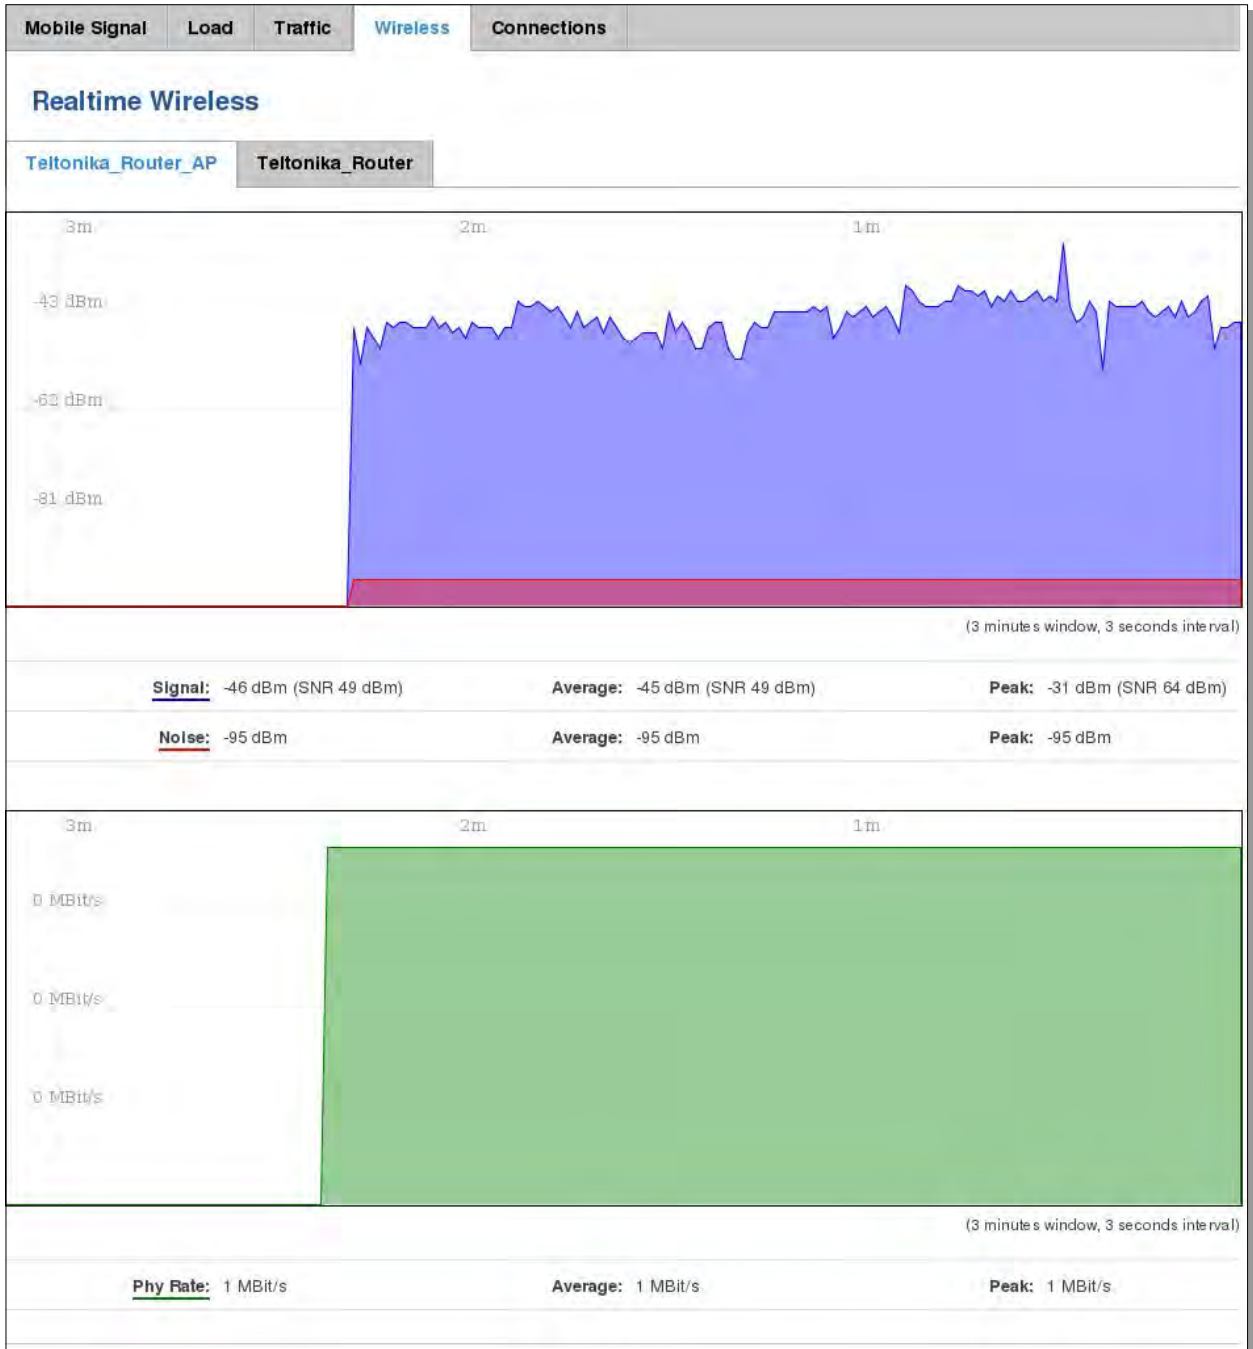 Mobile Signal Load Traffic Wireless Connections
Realtime Wireless
Teltonika_Router_AP Teltonika_Router
3m 2m 1m
-43 dBm
-62 dBm
-81 dBm
(3 minutes window, 3 seconds interval)
Signal: -46 dBm (SNR 49 dBm) Average: -45 dBm (SNR 49 dBm) Peak: -31 dBm (SNR 64 dBm)
Noise: -95 dBm Average: -95 dBm Peak: -95 dBm
3m 2m 1m
0 MBit/s
0 MBit/s
0 MBit/s
(3 minutes window, 3 seconds interval)
Phy Rate: 1 MBit/s Average: 1 MBit/s Peak: 1 MBit/s